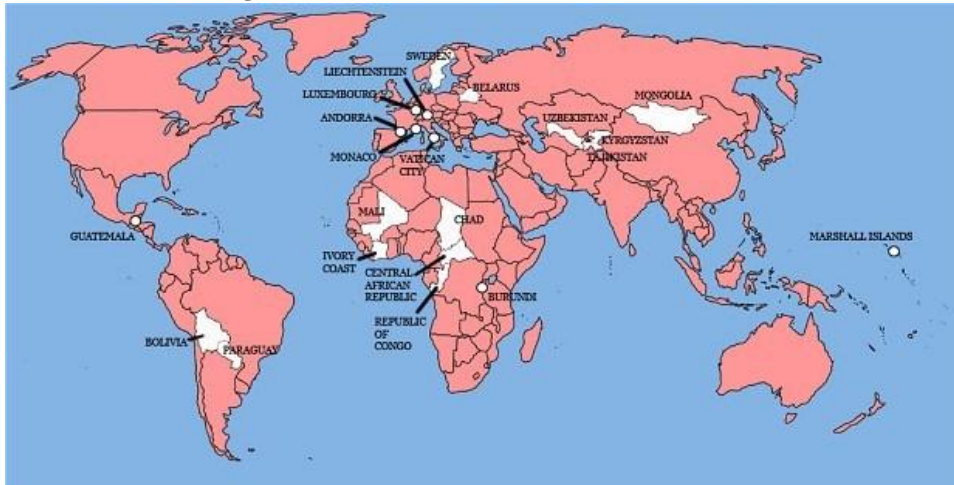 SWEDEN
LIECHTENSTEIN
LUXEMBOURG
BELARUS
MONGOLIA
ANDORRA
UZBEKISTAN
KYRGYZSTAN
MONACO
VATICAN
CITY
TAJIKISTAN
MALI
CHAD
GUATEMALA
MARSHALL ISLANDS
IVORY
COAST
CENTRAL
AFRICAN
REPUBLIC
BURUNDI
REPUBLIC
OF
CONGO
BOLIVIA
PARAGUAY